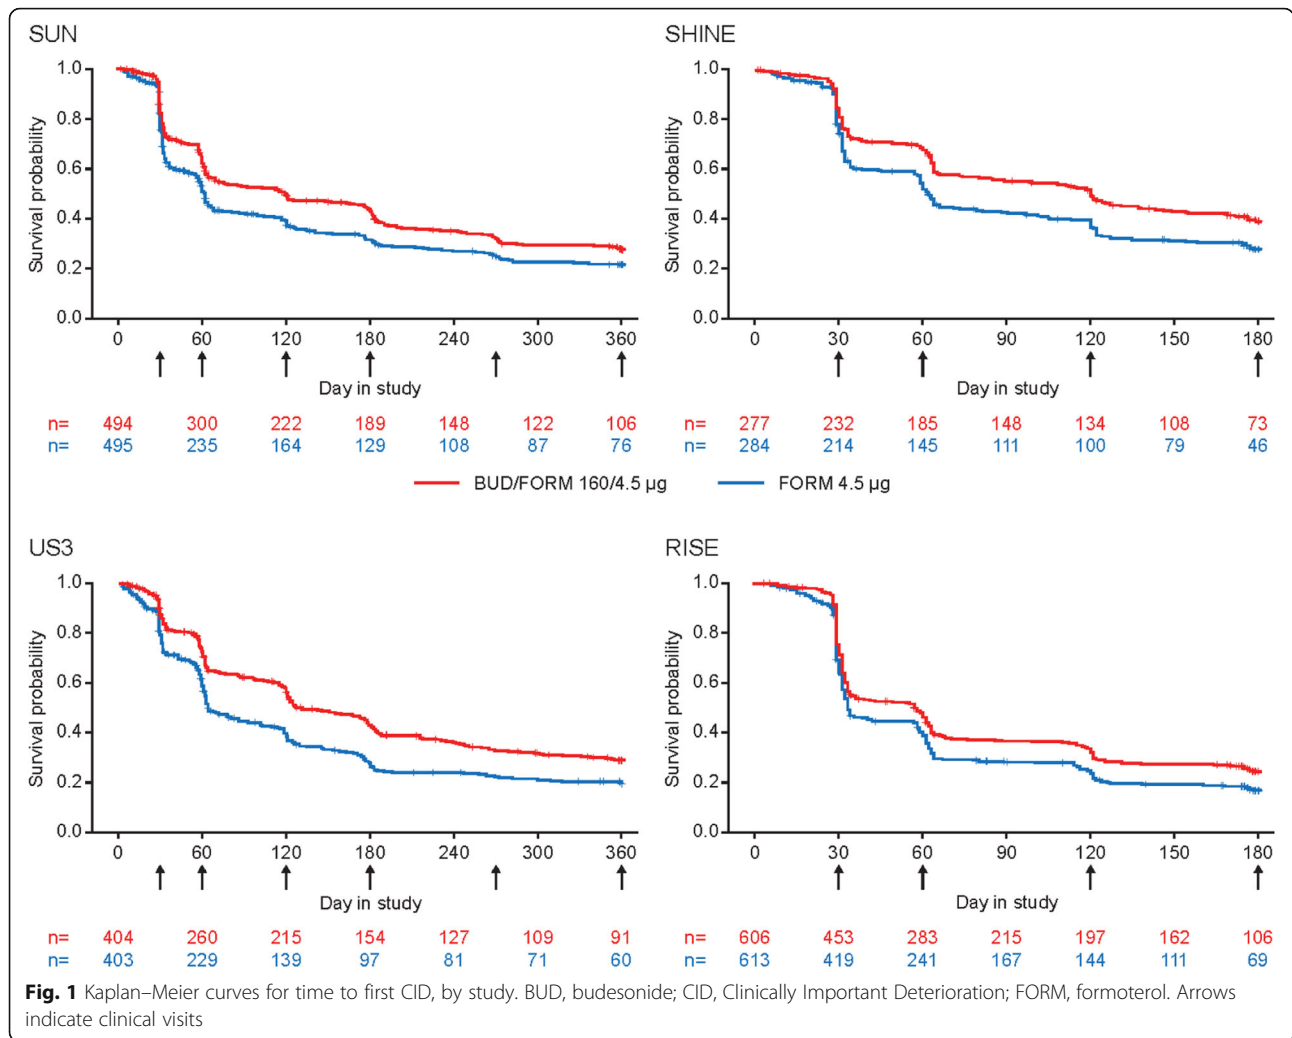 SUN
Survival probability
1.0
0.8
0.6
0.4
0.2
0.0
0 60 120 180 240 300 360
Day in study
n= 494 300 222 189 148 122 106
n= 495 235 164 129 108 87 76
SHINE
Survival probability
1.0
0.8
0.6
0.4
0.2
0.0
0 30 60 90 120 150 180
Day in study
n= 277 232 185 148 134 108 73
n= 284 214 145 111 100 79 46
BUD/FORM 160/4.5 µg FORM 4.5 µg
US3
Survival probability
1.0
0.8
0.6
0.4
0.2
0.0
0 60 120 180 240 300 360
Day in study
n= 404 260 215 154 127 109 91
n= 403 229 139 97 81 71 60
RISE
Survival probability
1.0
0.8
0.6
0.4
0.2
0.0
0 30 60 90 120 150 180
Day in study
n= 606 453 283 215 197 162 106
n= 613 419 241 167 144 111 69
Fig. 1 Kaplan–Meier curves for time to first CID, by study. BUD, budesonide; CID, Clinically Important Deterioration; FORM, formoterol. Arrows
indicate clinical visits